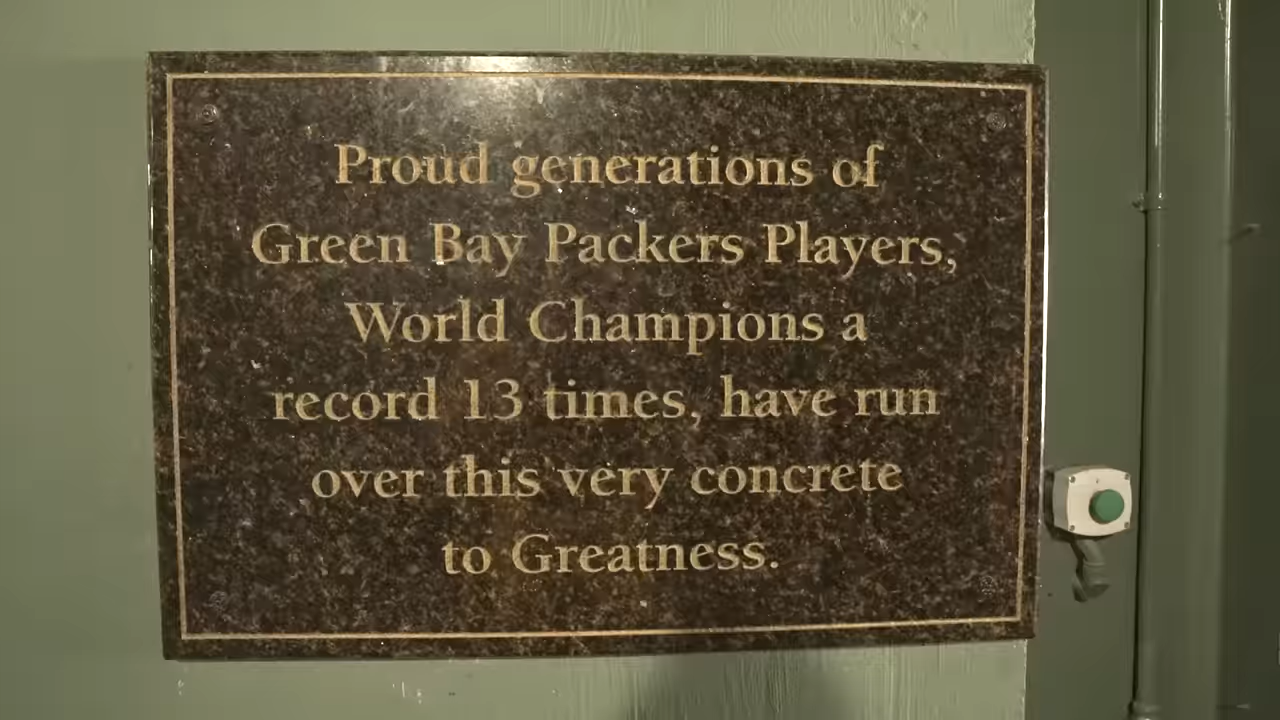 Proud generations of
Green Bay Packers Players,
World Champions a
record 13 times, have run
over this very concrete
to Greatness.